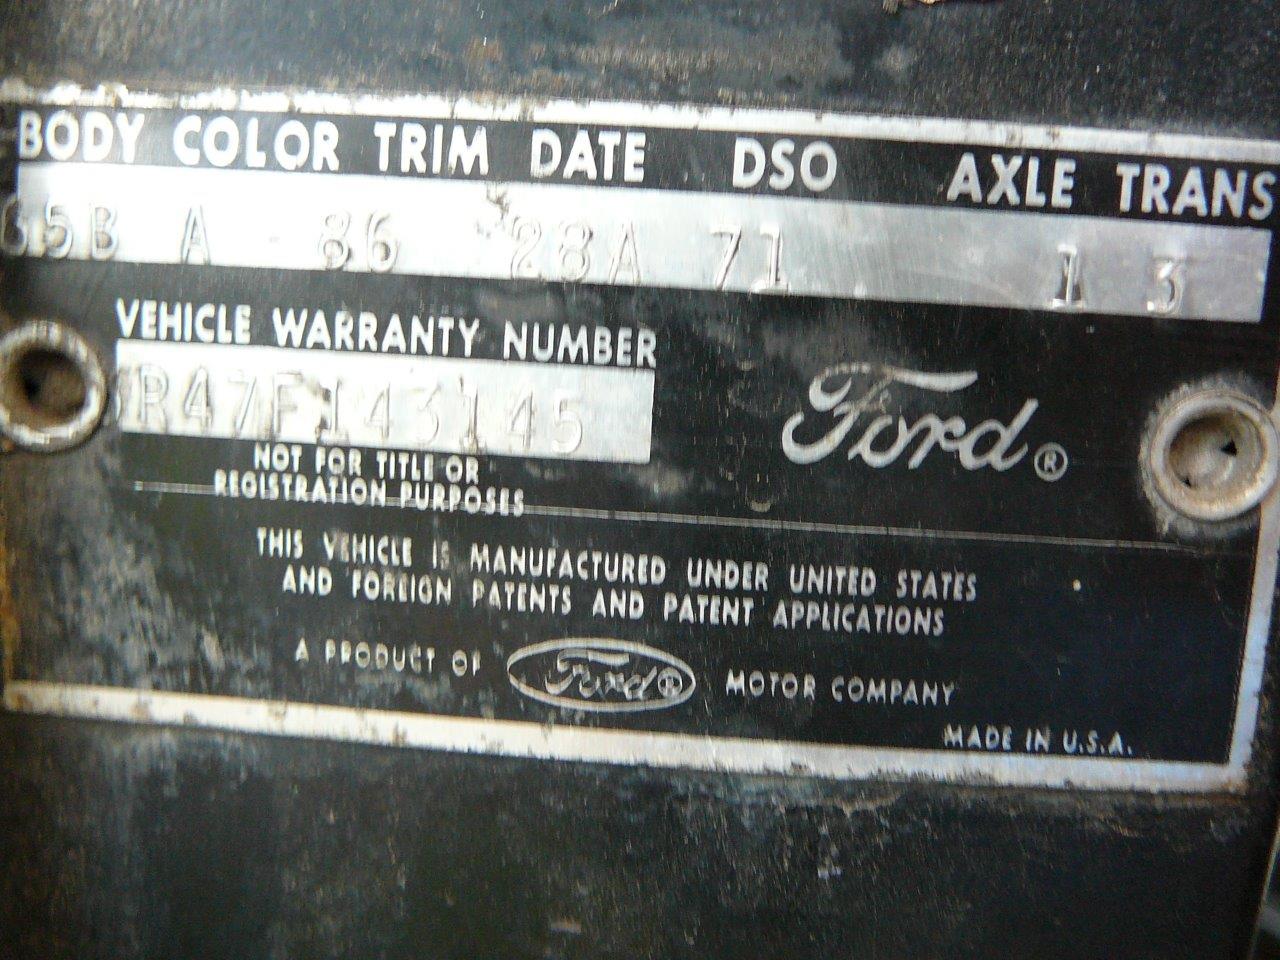 BODY COLOR TRIM DATE DSO AXLE TRANS
65B A 86 28A 71 1 3
VEHICLE WARRANTY NUMBER
R47F143145
Ford®
NOT FOR TITLE OR
REGISTRATION PURPOSES
THIS VEHICLE IS MANUFACTURED UNDER UNITED STATES
AND FOREIGN PATENTS AND PATENT APPLICATIONS
A PRODUCT OF Ford® MOTOR COMPANY
MADE IN U.S.A.